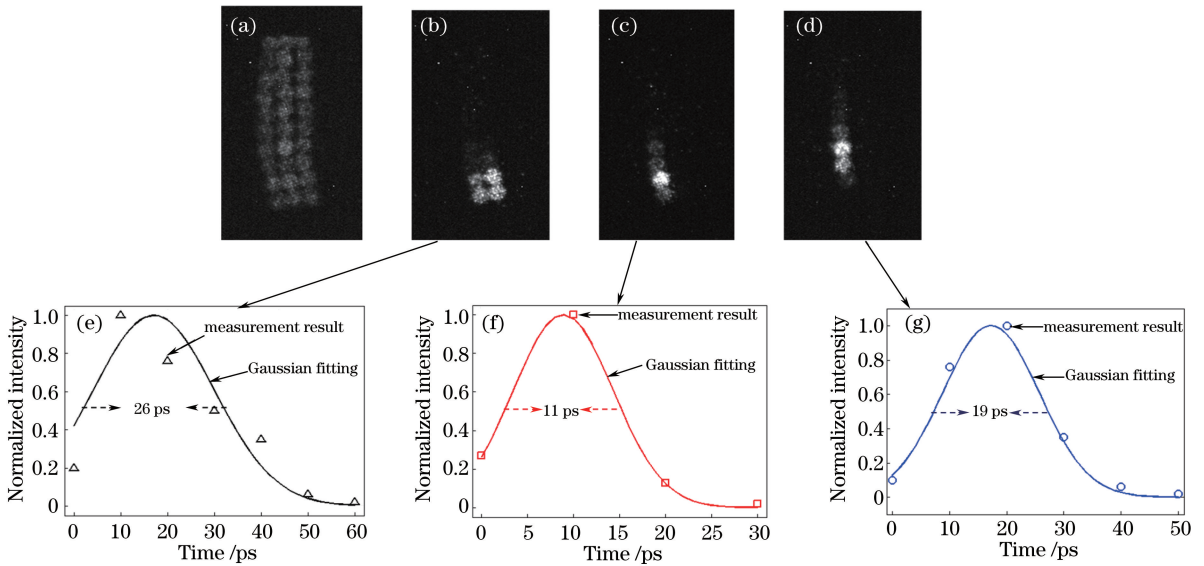 (a)
(b)
(c)
(d)
(e)
measurement result
Gaussian fitting
26 ps
Normalized intensity
1.0
0.8
0.6
0.4
0.2
0
0 10 20 30 40 50 60
Time /ps
(f)
measurement result
Gaussian fitting
11 ps
Normalized intensity
1.0
0.8
0.6
0.4
0.2
0
0 5 10 15 20 25 30
Time /ps
(g)
measurement result
Gaussian fitting
19 ps
Normalized intensity
1.0
0.8
0.6
0.4
0.2
0
0 10 20 30 40 50
Time /ps